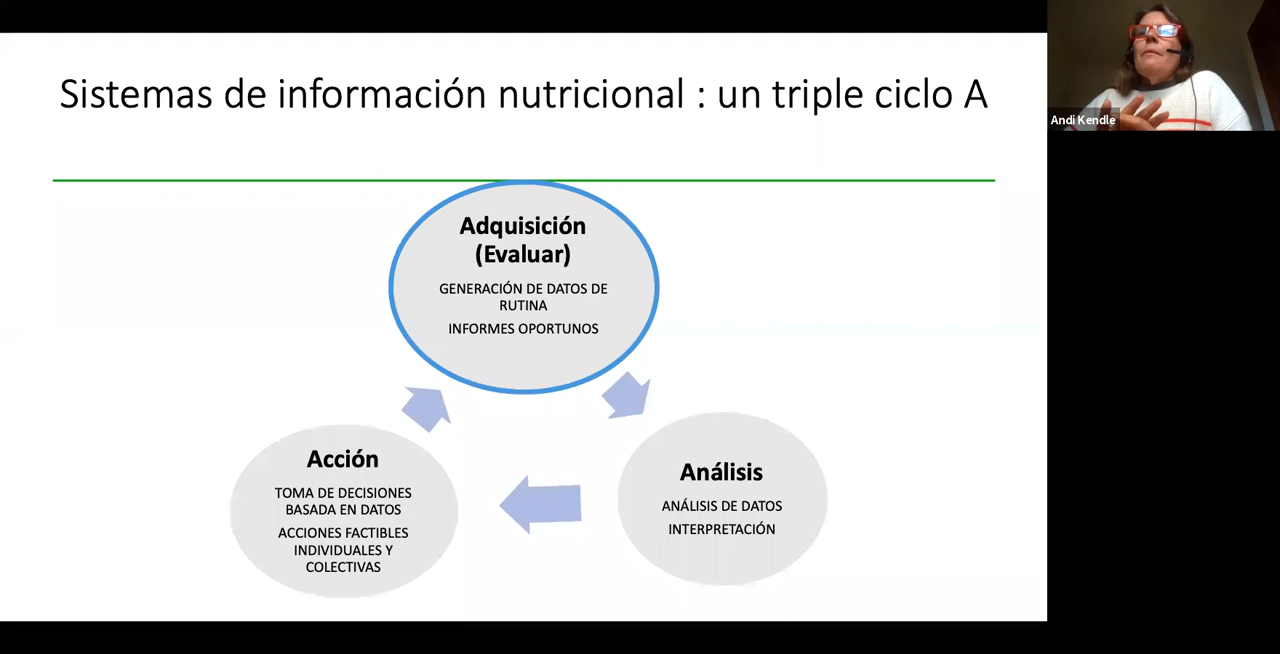 Sistemas de información nutricional : un triple ciclo A
Andi Kendle
Adquisición
(Evaluar)
GENERACIÓN DE DATOS DE
RUTINA
INFORMES OPORTUNOS
Acción
TOMA DE DECISIONES
BASADA EN DATOS
ACCIONES FACTIBLES
INDIVIDUALES Y
COLECTIVAS
Análisis
ANÁLISIS DE DATOS
INTERPRETACIÓN